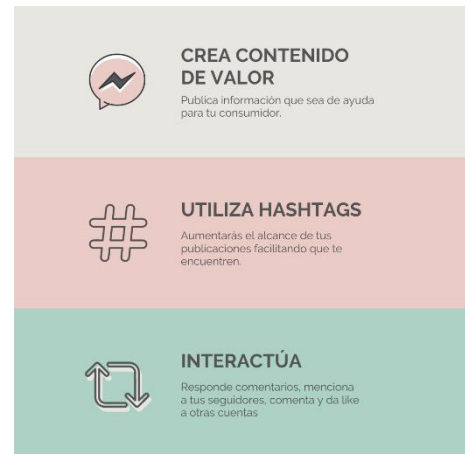 CREA CONTENIDO
DE VALOR
Publica información que sea de ayuda
para tu consumidor.
UTILIZA HASHTAGS
Aumentarás el alcance de tus
publicaciones facilitando que te
encuentren.
INTERACTÚA
Responde comentarios, menciona
a tus seguidores, comenta y da like
a otras cuentas